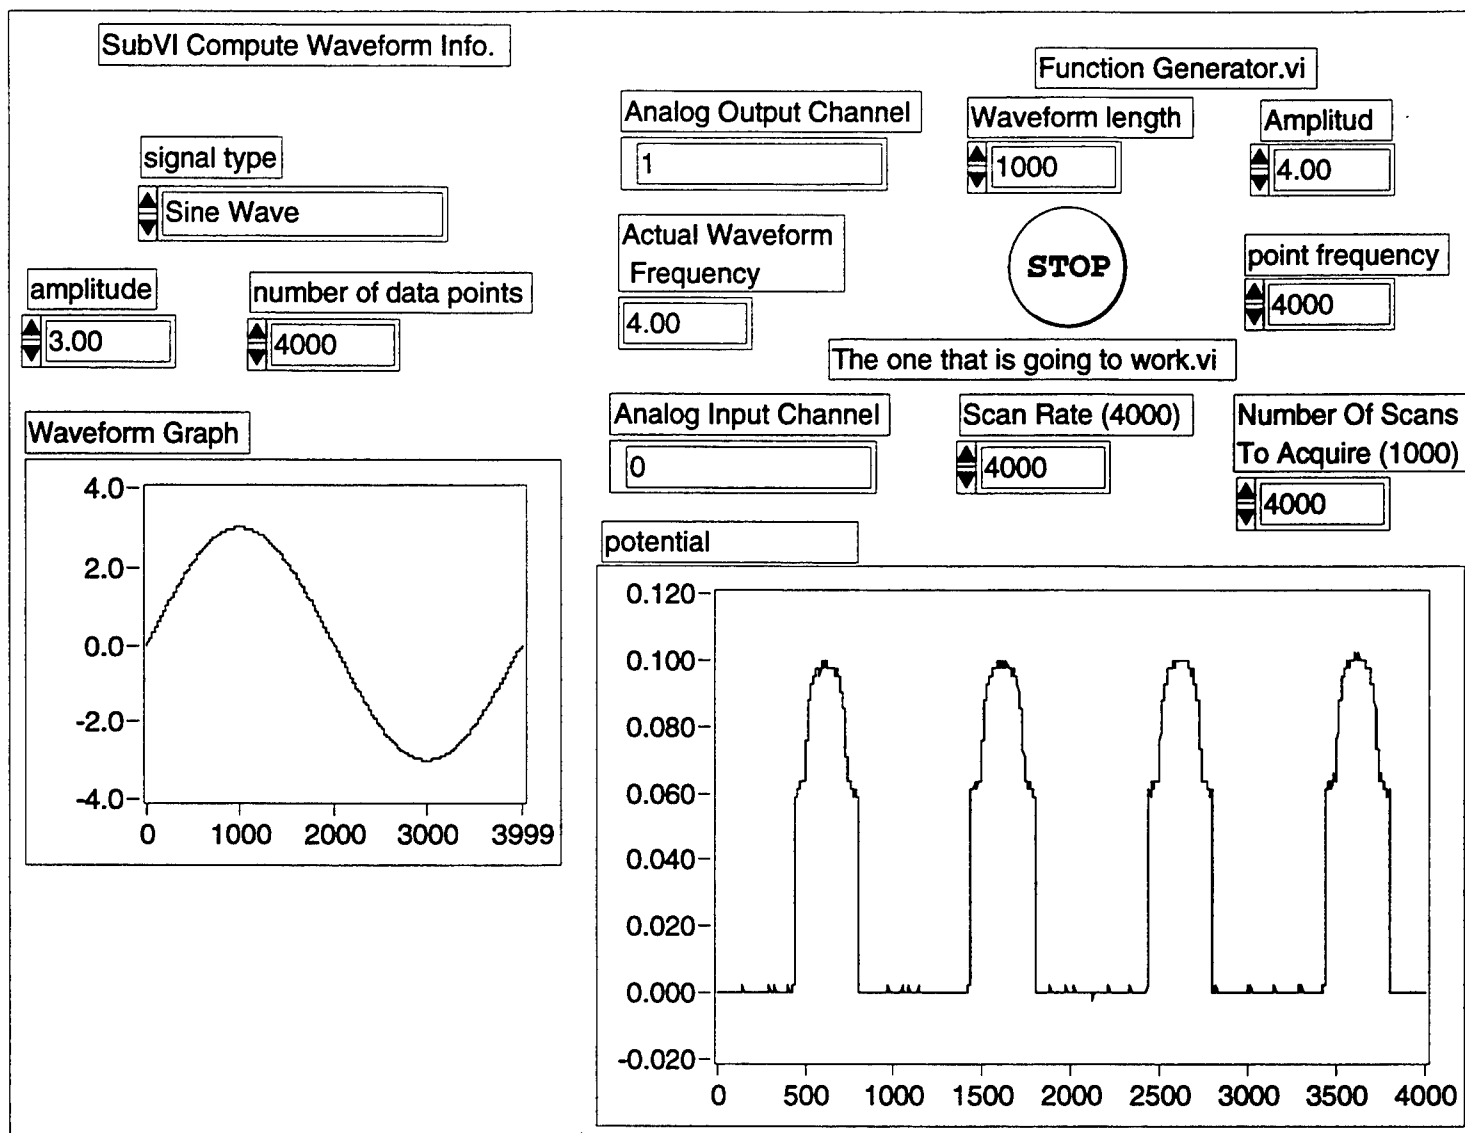 SubVI Compute Waveform Info.
signal type
Sine Wave
amplitude
3.00
number of data points
4000
Waveform Graph
4.0
2.0
0.0
-2.0
-4.0
0 1000 2000 3000 3999
Function Generator.vi
Analog Output Channel
1
Waveform length
1000
Amplitud
4.00
Actual Waveform
Frequency
4.00
STOP
point frequency
4000
The one that is going to work.vi
Analog Input Channel
0
Scan Rate (4000)
4000
Number Of Scans
To Acquire (1000)
4000
potential
0.120
0.100
0.080
0.060
0.040
0.020
0.000
-0.020
0 500 1000 1500 2000 2500 3000 3500 4000